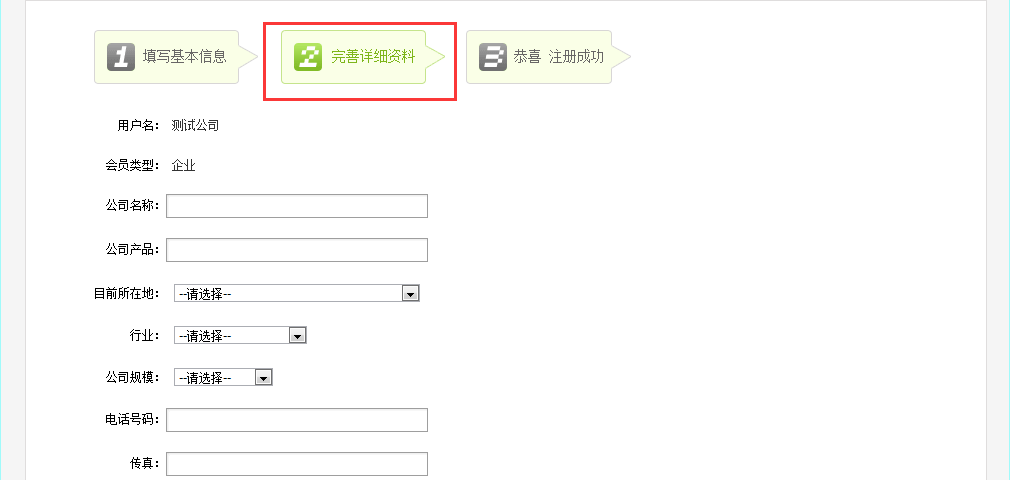 1 填写基本信息 2 完善详细资料 3 恭喜 注册成功
用户名： 测试公司
会员类型： 企业
公司名称：
公司产品：
目前所在地： --请选择--
行业： --请选择--
公司规模： --请选择--
电话号码：
传真：